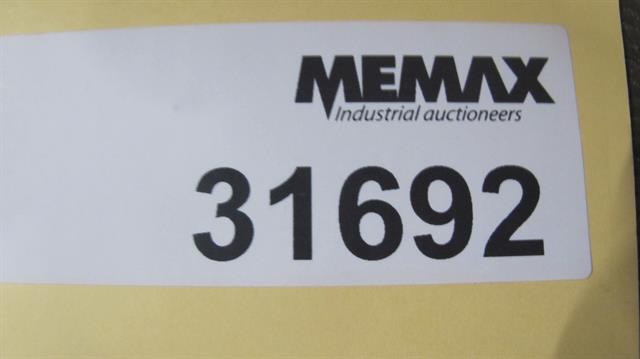 MEMAX
Industrial auctioneers
31692